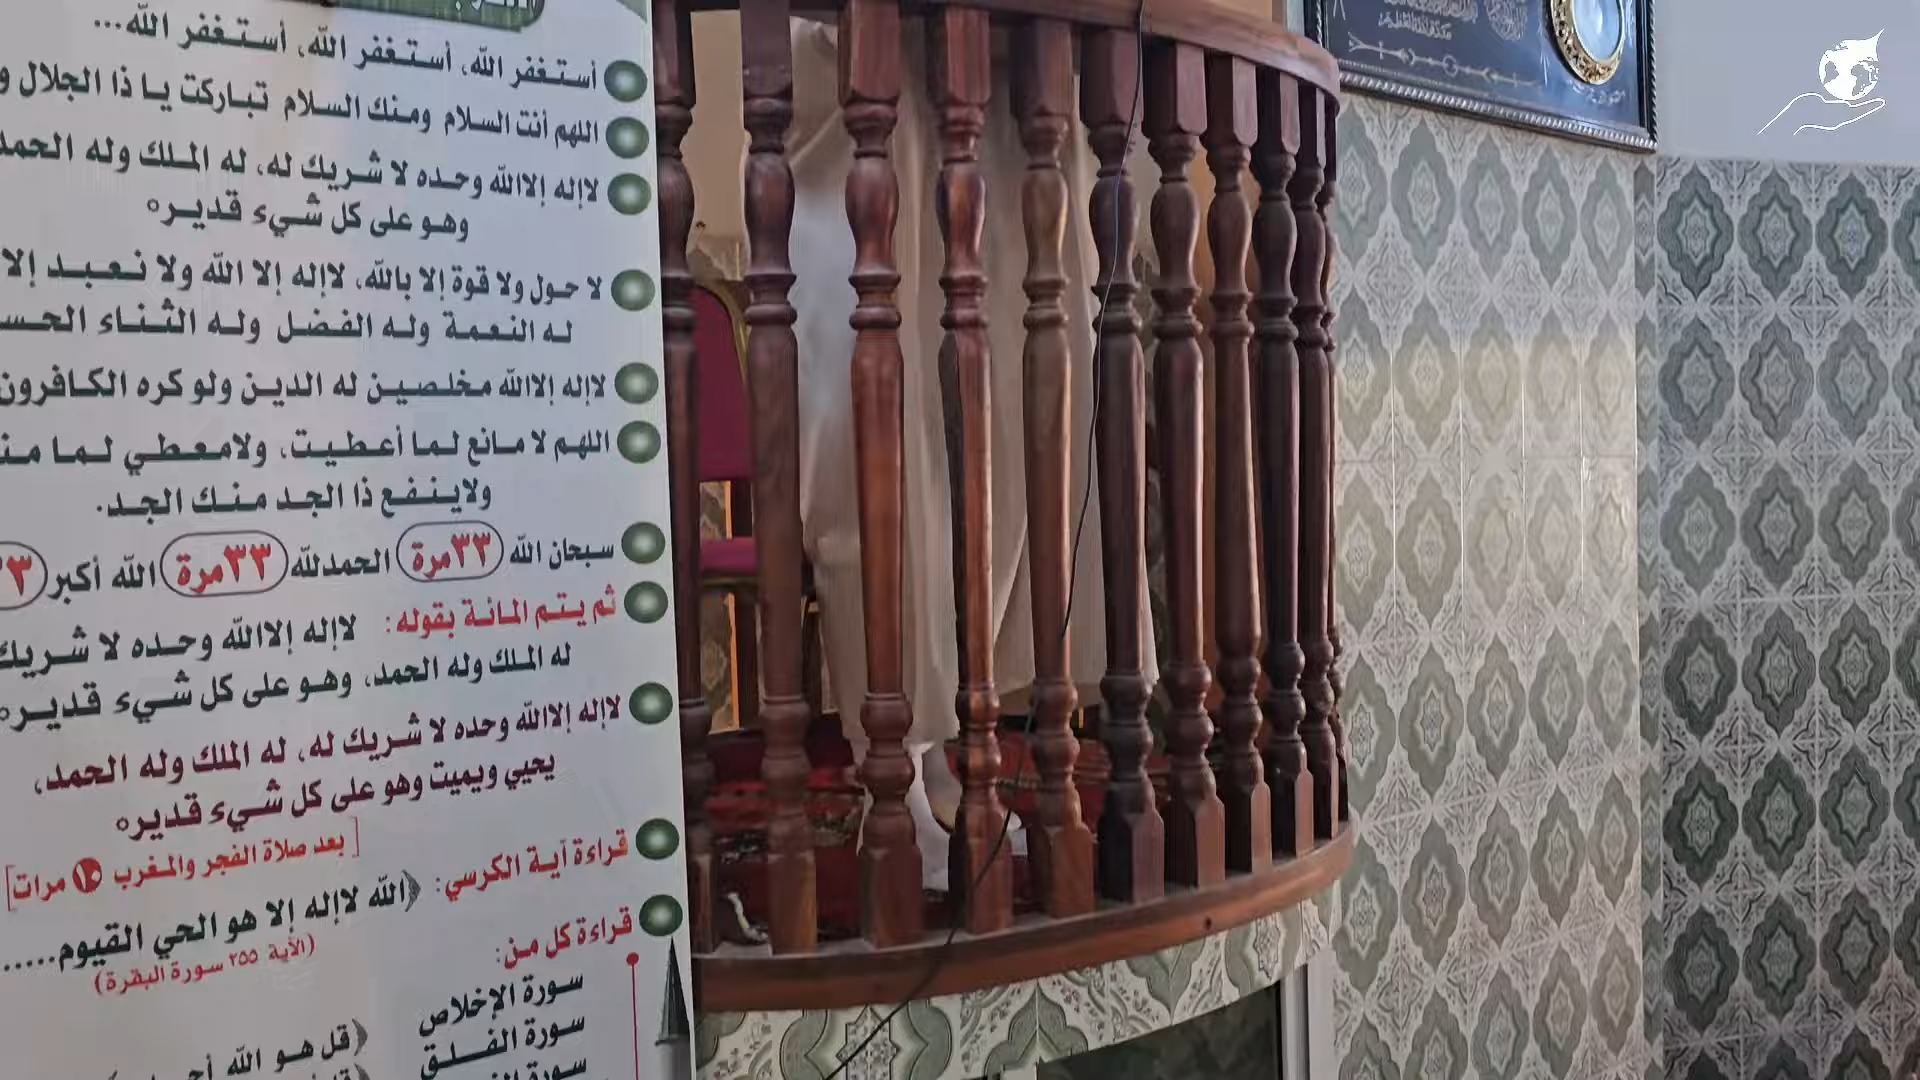 أستغفر الله، أستغفر الله، أستغفر الله...
اللهم أنت السلام ومنك السلام تباركت يا ذا الجلال و
لاإله إلاالله وحده لا شريك له، له الملك وله الحمد
وهو على كل شيء قدير
لا حول ولا قوة إلا بالله، لاإله إلا الله ولا نعبد إلا
له النعمة وله الفضل وله الثناء الحس
لاإله إلاالله مخلصين له الدين ولو كره الكافرون
اللهم لا مانع لما أعطيت، ولامعطي لما من
ولاينفع ذا الجد منك الجد.
سبحان الله ٣٣مرة الحمدلله ٣٣مرة الله أكبر ٣
ثم يتم المائة بقوله: لاإله إلاالله وحده لا شريك
له الملك وله الحمد، وهو على كل شيء قدير
لاإله إلاالله وحده لا شريك له، له الملك وله الحمد،
يحيي ويميت وهو على كل شيء قدير
[بعد صلاة الفجر والمغرب ١٠ مرات]
قراءة آية الكرسي: ﴿الله لاإله إلا هو الحي القيوم.....
(الآية ٢٥٥ سورة البقرة)
قراءة كل من:
سورة الإخلاص ﴿قل هو الله أح
سورة الفلق
سورة